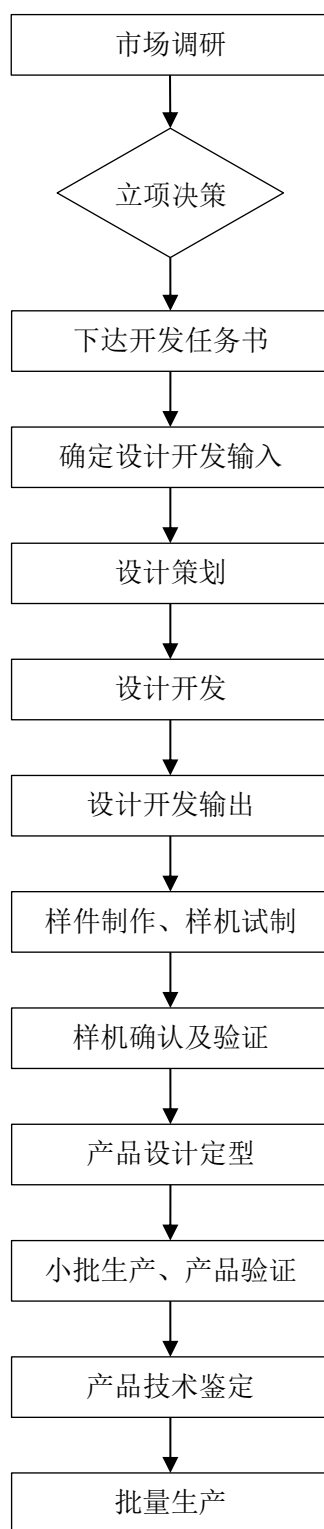 市场调研
立项决策
下达开发任务书
确定设计开发输入
设计策划
设计开发
设计开发输出
样件制作、样机试制
样机确认及验证
产品设计定型
小批生产、产品验证
产品技术鉴定
批量生产